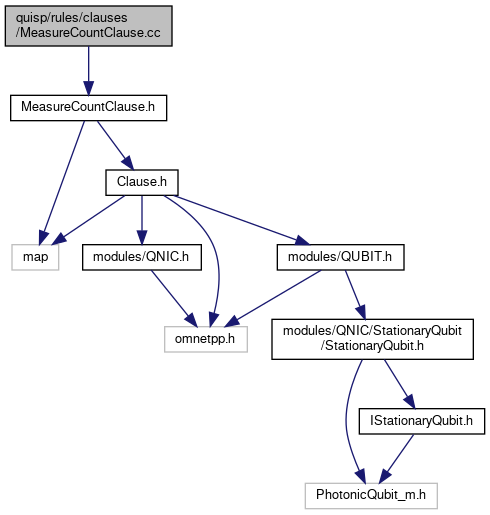 quisp/rules/clauses
/MeasureCountClause.cc
MeasureCountClause.h
Clause.h
map
modules/QNIC.h
modules/QUBIT.h
omnetpp.h
modules/QNIC/StationaryQubit
/StationaryQubit.h
IStationaryQubit.h
PhotonicQubit_m.h